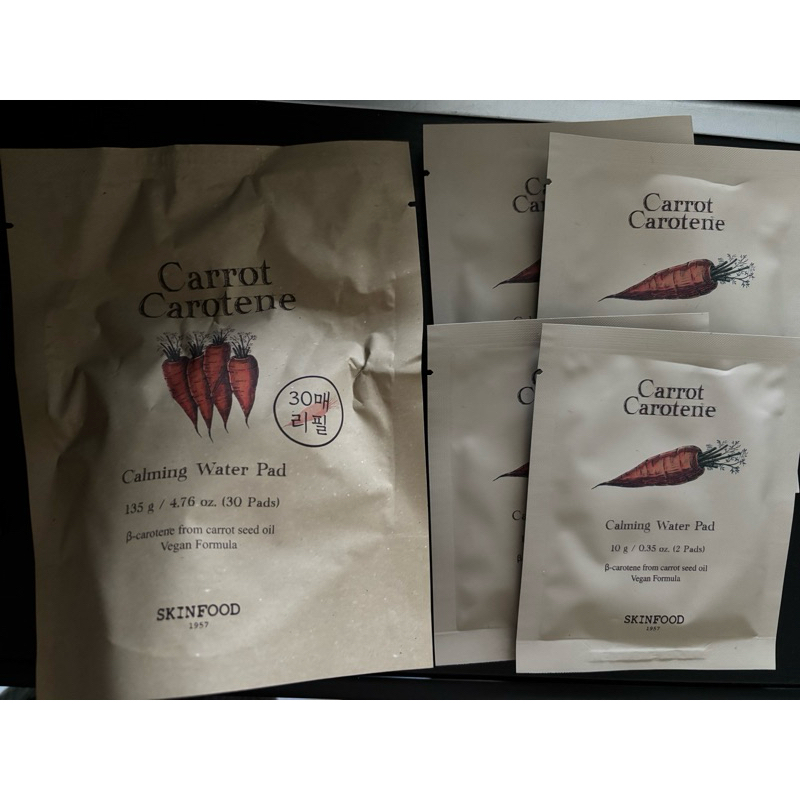 Carrot
Carotene
30매
리필
Calming Water Pad
135 g / 4.76 oz. (30 Pads)
β-carotene from carrot seed oil
Vegan Formula
SKINFOOD
1957
Ca
Car
Carrot
Carotene
C
Carrot
Carotene
Calming Water Pad
10 g / 0.35 oz. (2 Pads)
β-carotene from carrot seed oil
Vegan Formula
SKINFOOD
1957